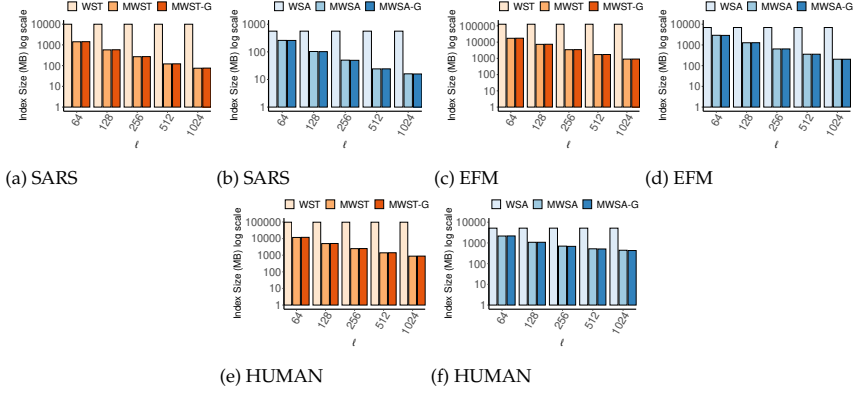 WST MWST MWST-G
Index Size (MB) log scale
10000
1000
100
10
1
64 128 256 512 1024
ℓ
(a) SARS
WSA MWSA MWSA-G
Index Size (MB) log scale
1000
100
10
1
64 128 256 512 1024
ℓ
(b) SARS
WST MWST MWST-G
Index Size (MB) log scale
100000
10000
1000
100
10
1
64 128 256 512 1024
ℓ
(c) EFM
WSA MWSA MWSA-G
Index Size (MB) log scale
10000
1000
100
10
1
64 128 256 512 1024
ℓ
(d) EFM
WST MWST MWST-G
Index Size (MB) log scale
100000
10000
1000
100
10
1
64 128 256 512 1024
ℓ
(e) HUMAN
WSA MWSA MWSA-G
Index Size (MB) log scale
10000
1000
100
10
1
64 128 256 512 1024
ℓ
(f) HUMAN